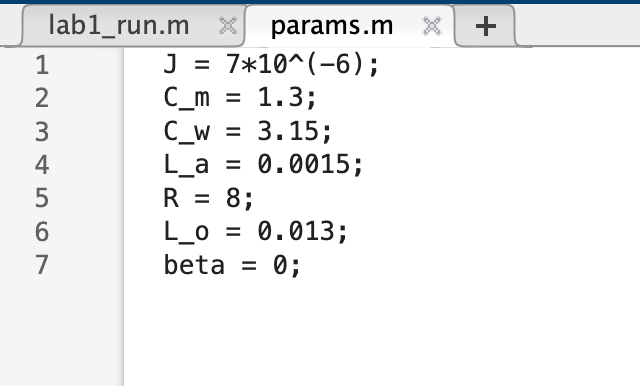 lab1_run.m params.m +
1 J = 7*10^(-6);
2 C_m = 1.3;
3 C_w = 3.15;
4 L_a = 0.0015;
5 R = 8;
6 L_o = 0.013;
7 beta = 0;